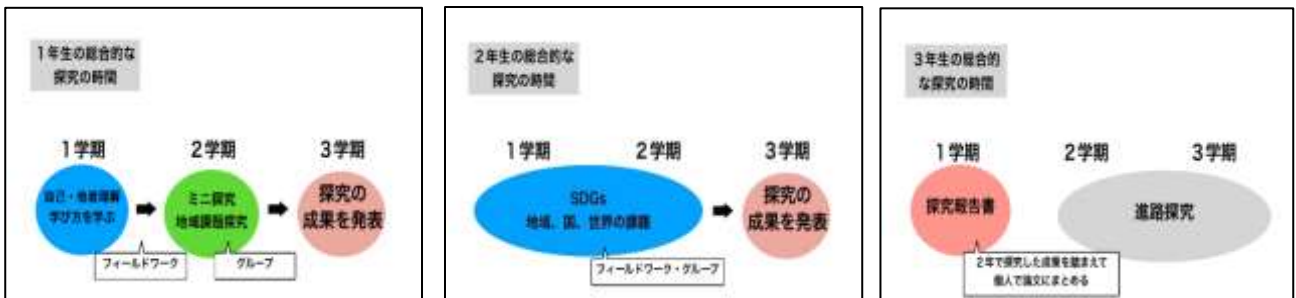 1年生の総合的な
探究の時間
1学期
2学期
3学期
自己・他者理解
学び方を学ぶ
ミニ探究
地域課題探究
探究の
成果を発表
フィールドワーク
グループ
2年生の総合的な
探究の時間
1学期
2学期
3学期
SDGs
地域、国、世界の課題
探究の
成果を発表
フィールドワーク・グループ
3年生の総合的
な探究の時間
1学期
2学期
3学期
探究報告書
進路探究
2年で探究した成果を踏まえて
個人で論文にまとめる